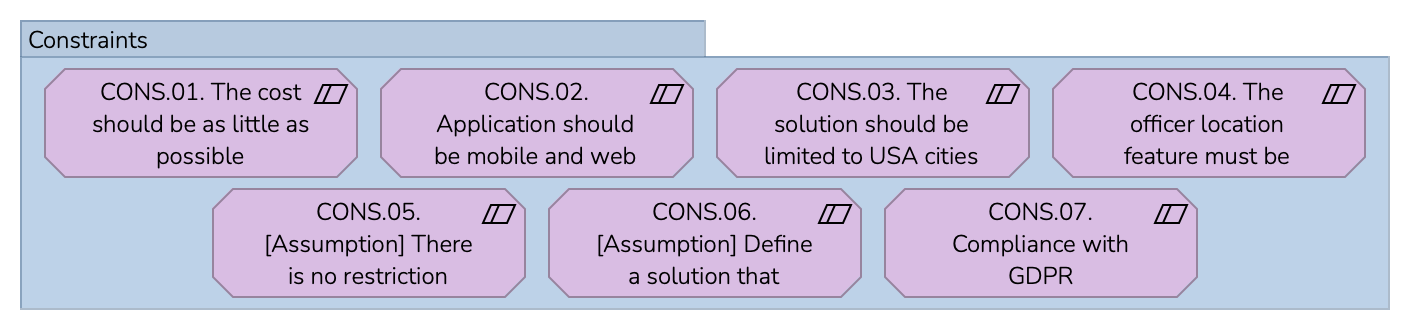 Constraints
CONS.01. The cost
should be as little as
possible
CONS.02.
Application should
be mobile and web
CONS.03. The
solution should be
limited to USA cities
CONS.04. The
officer location
feature must be
CONS.05.
[Assumption] There
is no restriction
CONS.06.
[Assumption] Define
a solution that
CONS.07.
Compliance with
GDPR